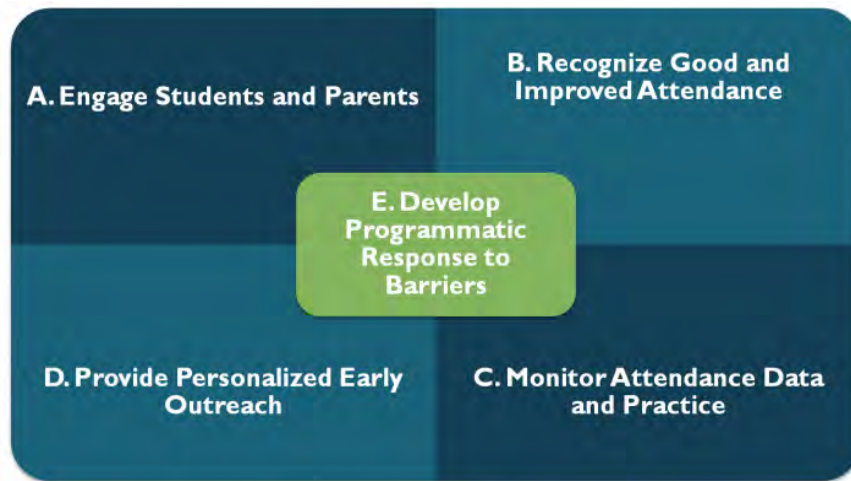 A. Engage Students and Parents
B. Recognize Good and
Improved Attendance
E. Develop
Programmatic
Response to
Barriers
D. Provide Personalized Early
Outreach
C. Monitor Attendance Data
and Practice